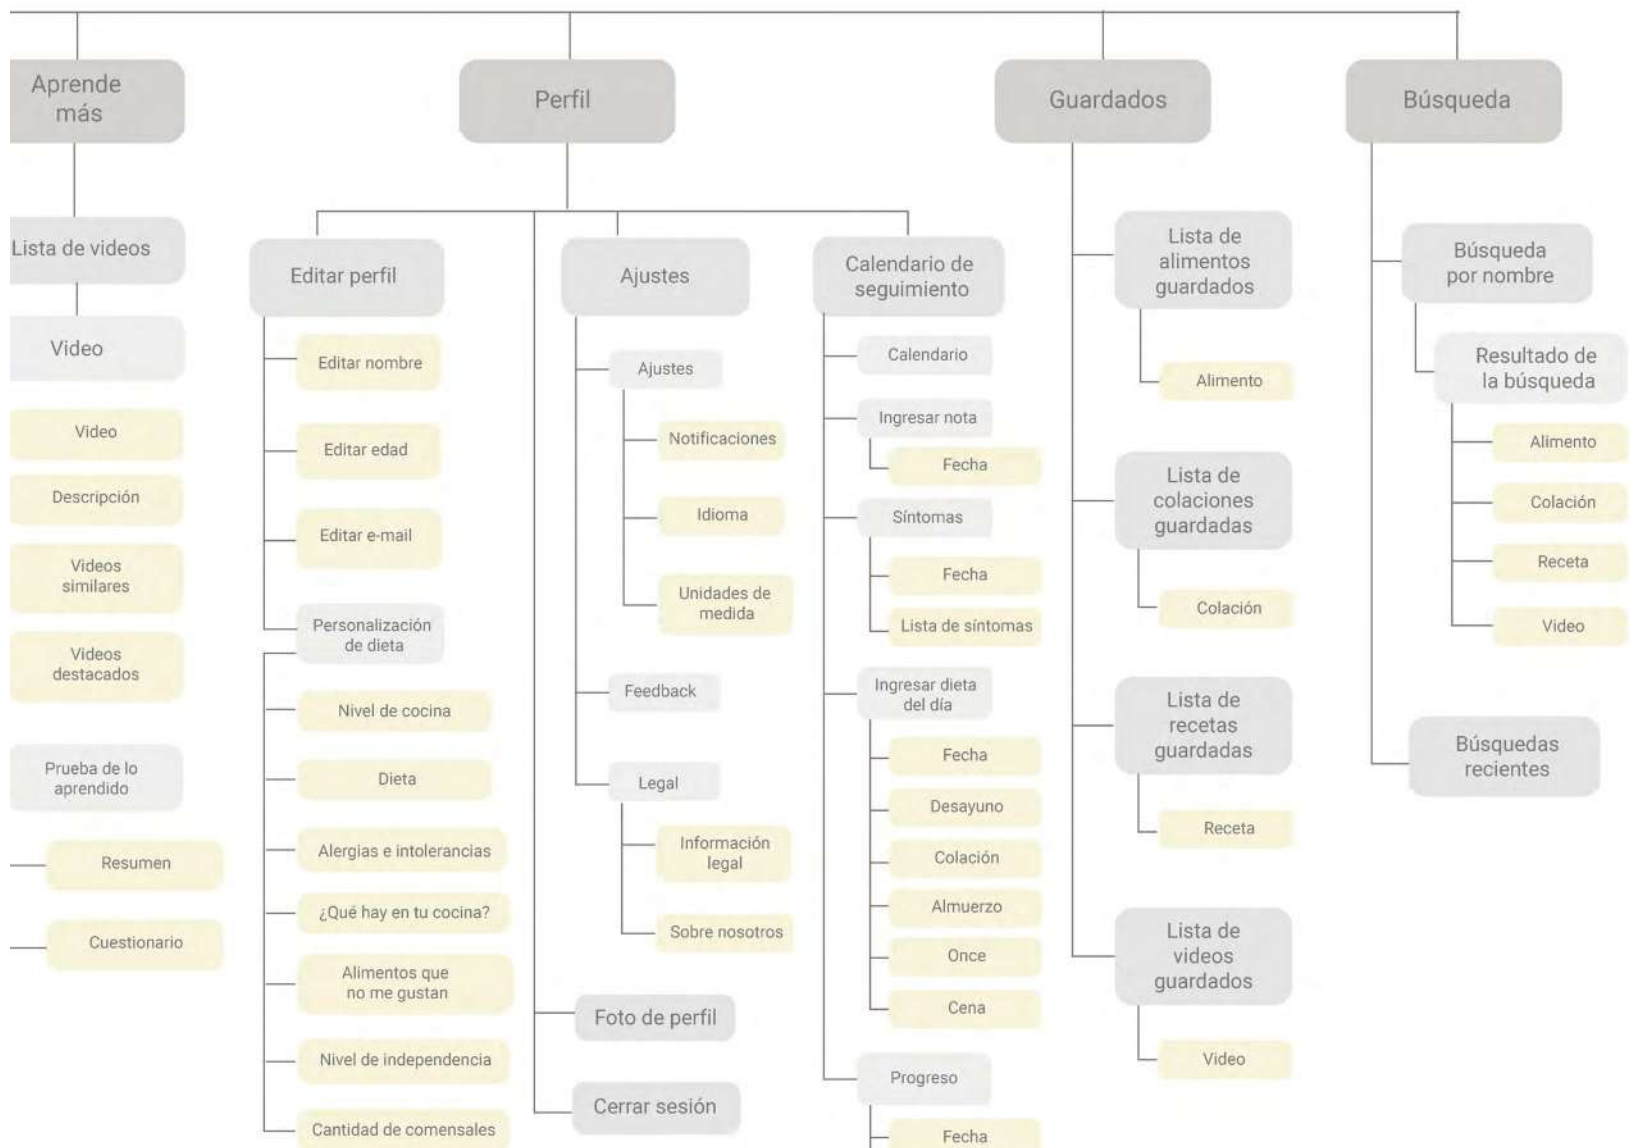 Aprende
más
Lista de videos
Video
Video
Descripción
Videos
similares
Videos
destacados
Prueba de lo
aprendido
Resumen
Cuestionario
Perfil
Editar perfil
Editar nombre
Editar edad
Editar e-mail
Personalización
de dieta
Nivel de cocina
Dieta
Alergias e intolerancias
¿Qué hay en tu cocina?
Alimentos que
no me gustan
Nivel de independencia
Cantidad de comensales
Ajustes
Ajustes
Notificaciones
Idioma
Unidades de
medida
Feedback
Legal
Información
legal
Sobre nosotros
Foto de perfil
Cerrar sesión
Calendario de
seguimiento
Calendario
Ingresar nota
Fecha
Síntomas
Fecha
Lista de síntomas
Ingresar dieta
del día
Fecha
Desayuno
Colación
Almuerzo
Once
Cena
Progreso
Fecha
Guardados
Lista de
alimentos
guardados
Alimento
Lista de
colaciones
guardadas
Colación
Lista de
recetas
guardadas
Receta
Lista de
videos
guardados
Video
Búsqueda
Búsqueda
por nombre
Resultado de
la búsqueda
Alimento
Colación
Receta
Video
Búsquedas
recientes